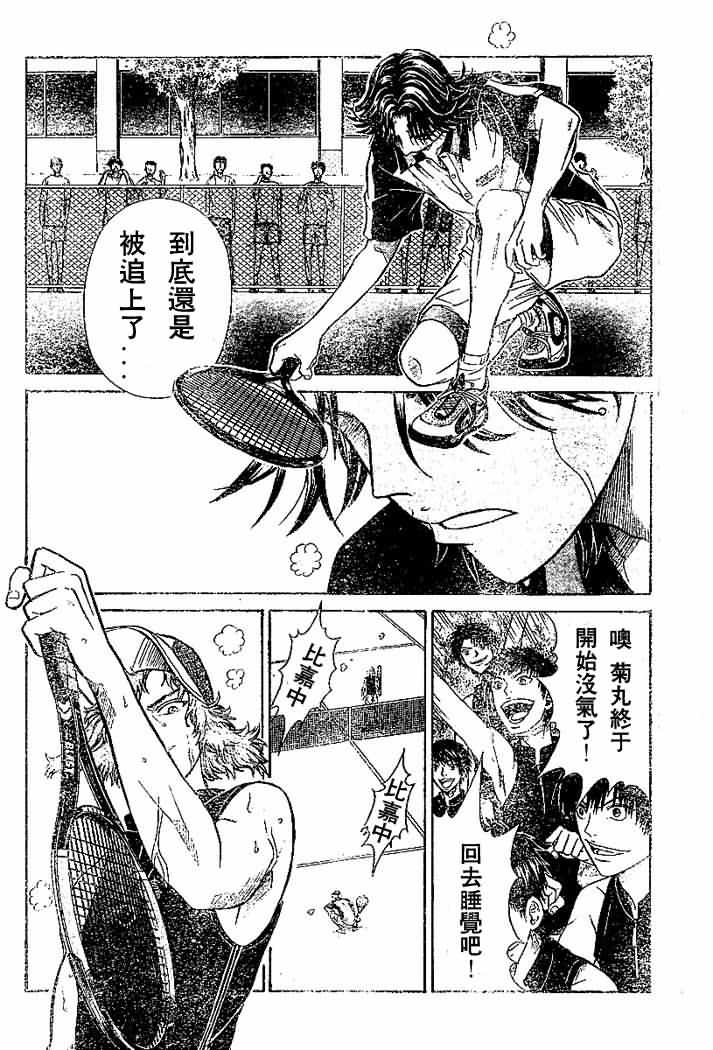 到底還是
被追上了...
噢 菊丸終于
開始沒氣了！
回去睡覺吧！
比嘉中
比嘉中